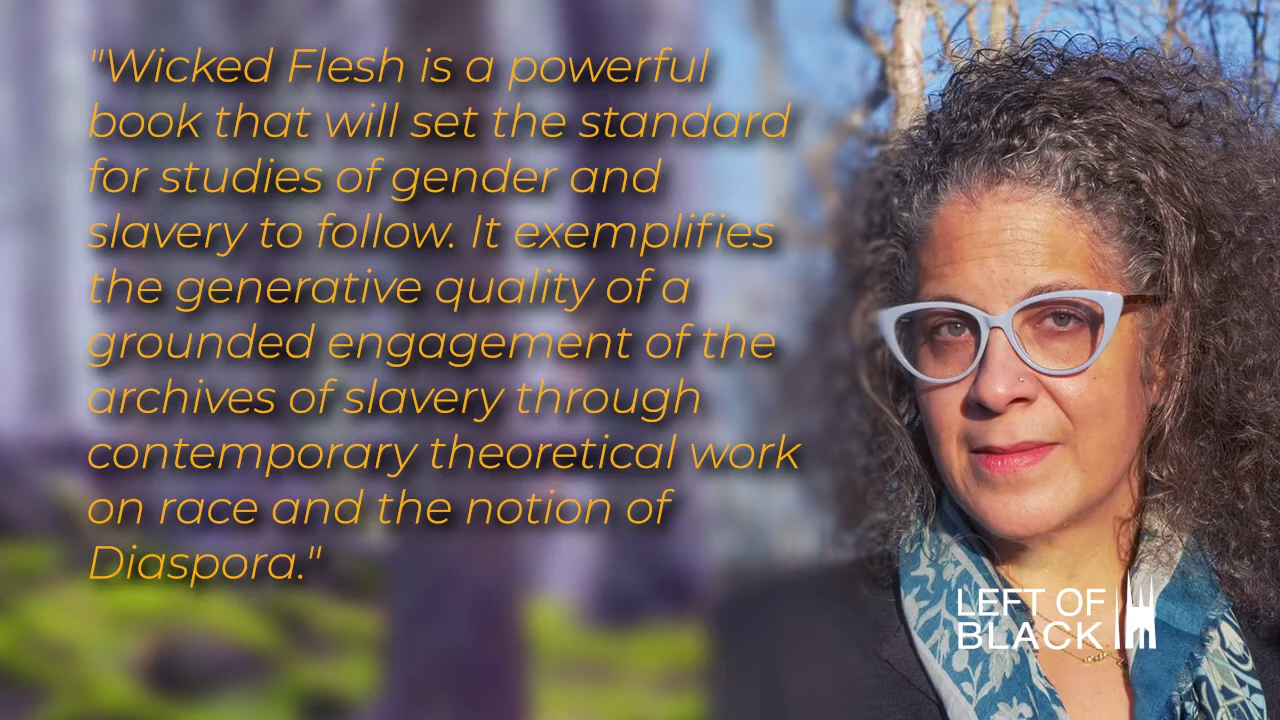 "Wicked Flesh is a powerful
book that will set the standard
for studies of gender and
slavery to follow. It exemplifies
the generative quality of a
grounded engagement of the
archives of slavery through
contemporary theoretical work
on race and the notion of
Diaspora."
LEFT OF
BLACK